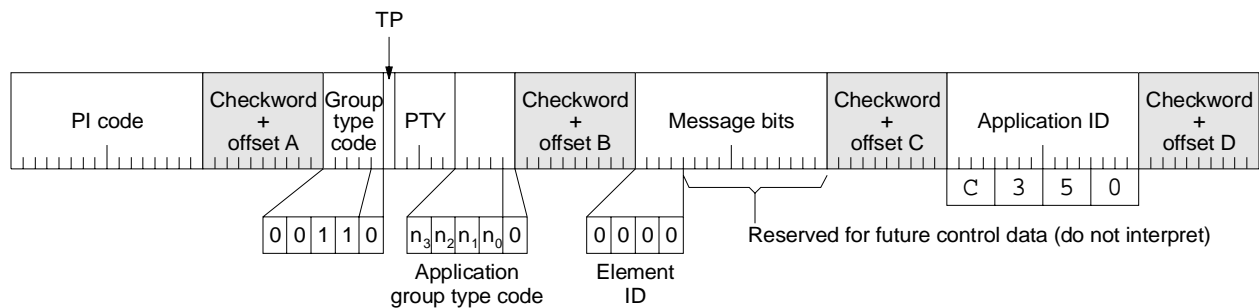 TP
PI code
Checkword
+
offset A
Group
type
code
PTY
Checkword
+
offset B
Message bits
Checkword
+
offset C
Application ID
Checkword
+
offset D
C 3 5 0
0 0 1 1 0
n₃ n₂ n₁ n₀ 0
0 0 0 0
Reserved for future control data (do not interpret)
Application
group type code
Element
ID